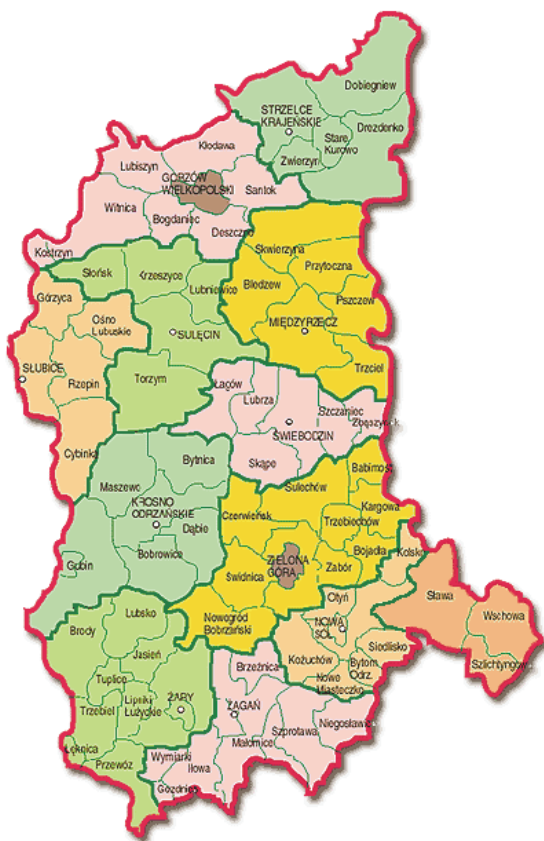 Dobiegniew
STRZELCE
KRAJEŃSKIE
Drezdenko
Stare
Kurowo
Zwierzyn
Kłodawa
Lubiszyn
GORZÓW
WIELKOPOLSKI
Santok
Witnica
Bogdaniec
Deszczno
Kostrzyn
Skwierzyna
Przytoczna
Bledzew
Pszczew
MIĘDZYRZECZ
Trzciel
Słońsk
Krzeszyce
Lubniewice
SULĘCIN
Torzym
Górzyca
Ośno
Lubuskie
SŁUBICE
Rzepin
Cybinka
Łagów
Lubrza
Szczaniec
Zbąszynek
ŚWIEBODZIN
Skąpe
Bytnica
Maszewo
KROSNO
ODRZAŃSKIE
Dąbie
Bobrowice
Gubin
Babimost
Sulechów
Kargowa
Czerwieńsk
Trzebiechów
Bojadła
ZIELONA
GÓRA
Zabór
Świdnica
Nowogród
Bobrzański
Kolsko
Otyń
NOWA
SÓL
Siedlisko
Kożuchów
Bytom
Odrz.
Nowe
Miasteczko
Sława
Wschowa
Szlichtyngow
Lubsko
Brody
Jasień
Tuplice
Lipinki
Łużyckie
Trzebiel
ŻARY
Łęknica
Przewóz
Brzeźnica
ŻAGAŃ
Niegosławice
Szprotawa
Małomice
Wymiarki
Iłowa
Gozdnica